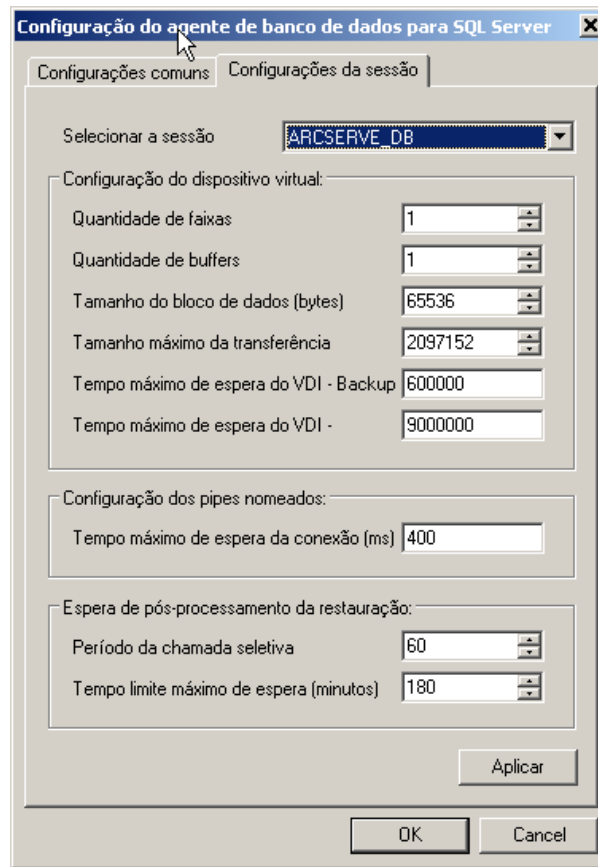 Configuração do agente de banco de dados para SQL Server
Configurações comuns
Configurações da sessão
Selecionar a sessão ARCSERVE_DB
Configuração do dispositivo virtual:
Quantidade de faixas 1
Quantidade de buffers 1
Tamanho do bloco de dados (bytes) 65536
Tamanho máximo da transferência 2097152
Tempo máximo de espera do VDI - Backup 600000
Tempo máximo de espera do VDI - 9000000
Configuração dos pipes nomeados:
Tempo máximo de espera da conexão (ms) 400
Espera de pós-processamento da restauração:
Período da chamada seletiva 60
Tempo limite máximo de espera (minutos) 180
Aplicar
OK Cancel